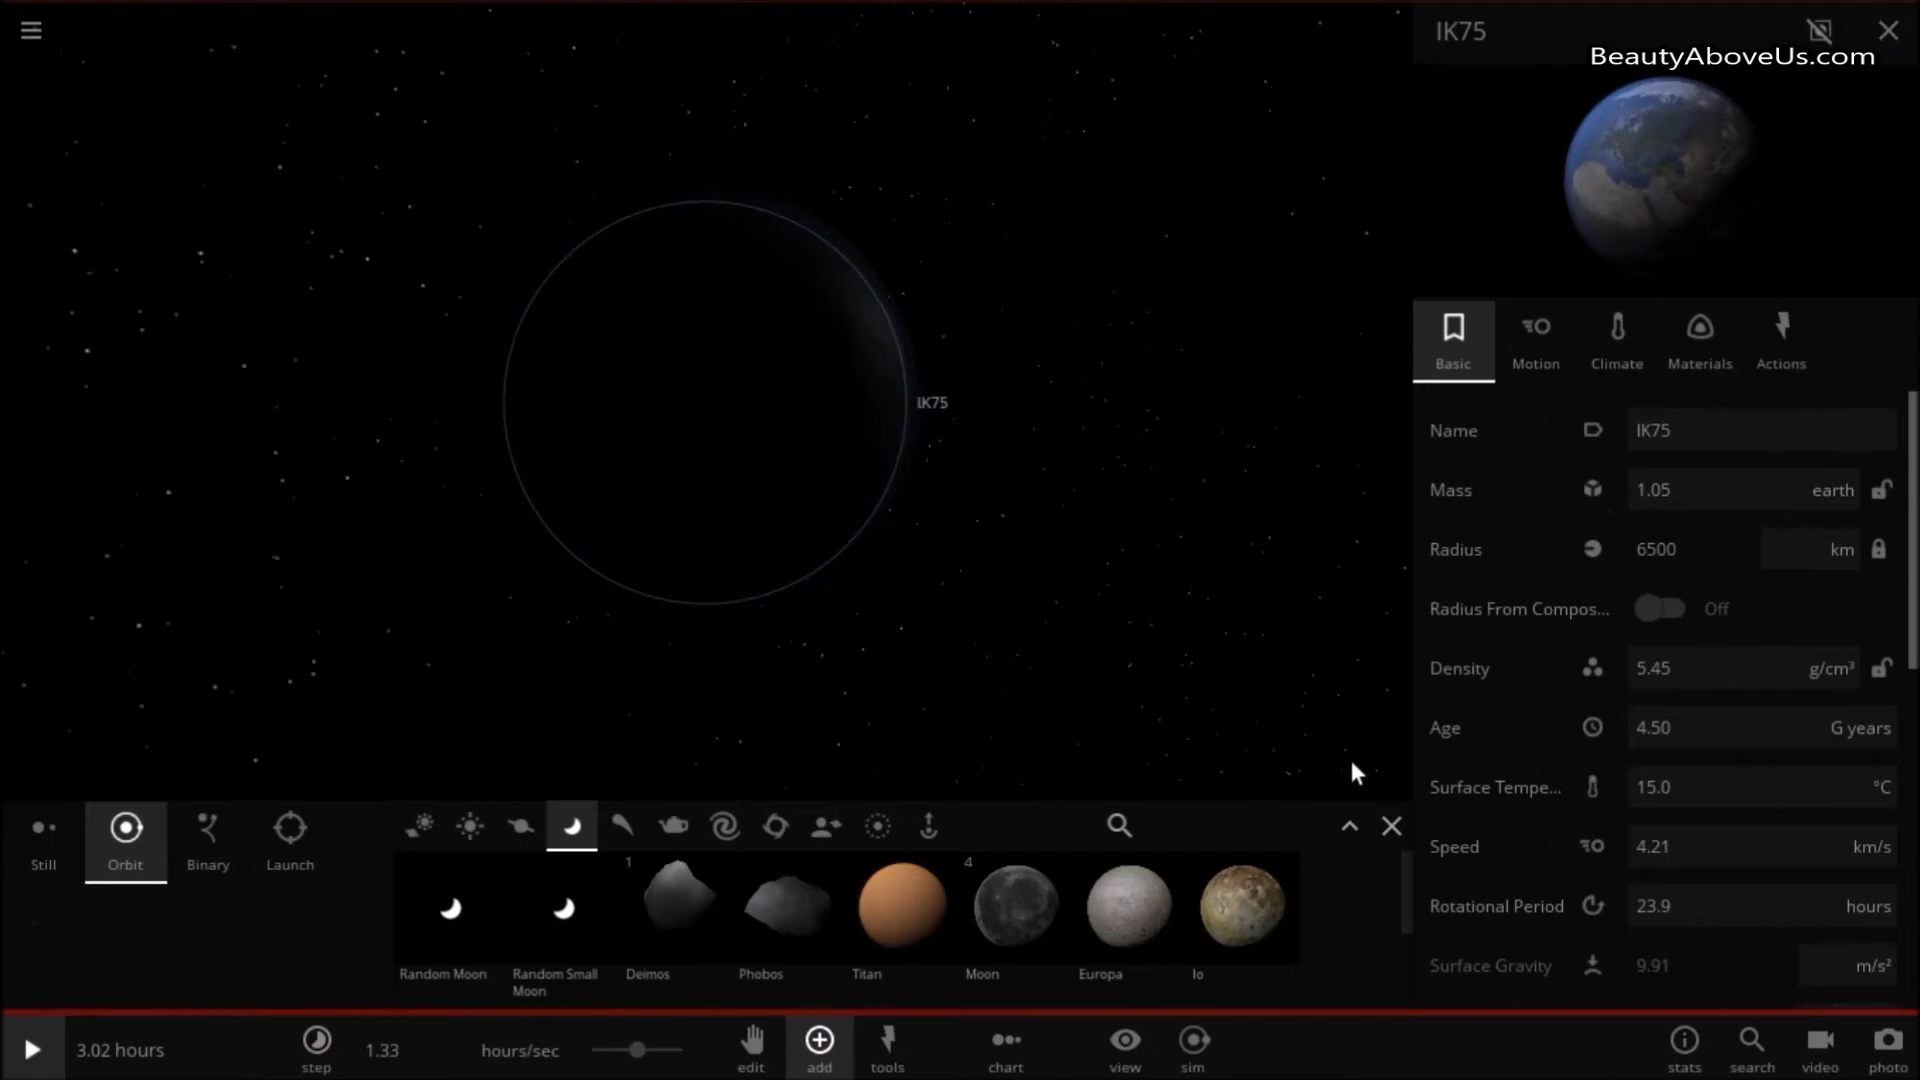 IK75
BeautyAboveUs.com
IK75
Basic
Motion
Climate
Materials
Actions
Name
IK75
Mass
1.05
earth
Radius
6500
km
Radius From Compos...
Off
Density
5.45
g/cm³
Age
4.50
G years
Surface Tempe...
15.0
°C
Speed
4.21
km/s
Rotational Period
23.9
hours
Surface Gravity
9.91
m/s²
Still
Orbit
Binary
Launch
1
4
Random Moon
Random Small
Moon
Deimos
Phobos
Titan
Moon
Europa
Io
3.02 hours
step
1.33
hours/sec
edit
add
tools
chart
view
sim
stats
search
video
photo